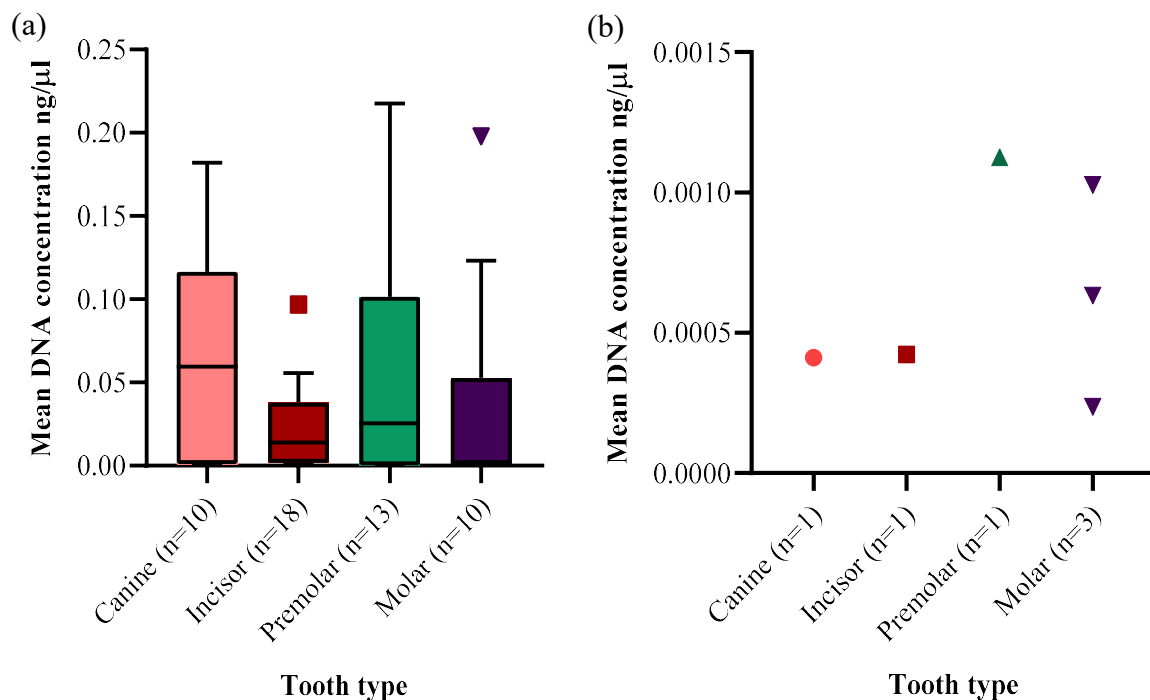 (a)
Mean DNA concentration ng/µl
0.25
0.20
0.15
0.10
0.05
0.00
Canine (n=10)
Incisor (n=18)
Premolar (n=13)
Molar (n=10)
Tooth type
(b)
Mean DNA concentration ng/µl
0.0015
0.0010
0.0005
0.0000
Canine (n=1)
Incisor (n=1)
Premolar (n=1)
Molar (n=3)
Tooth type